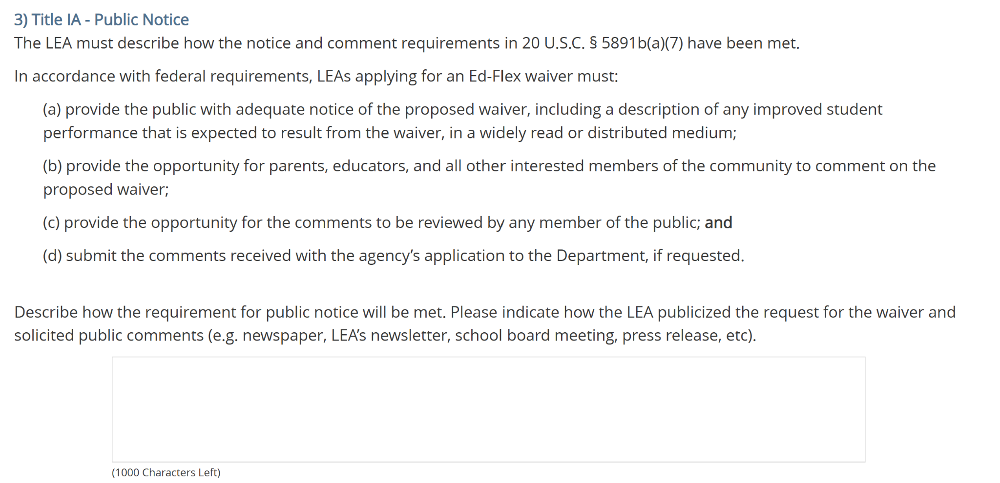 3) Title IA - Public Notice
The LEA must describe how the notice and comment requirements in 20 U.S.C. § 5891b(a)(7) have been met.
In accordance with federal requirements, LEAs applying for an Ed-Flex waiver must:
(a) provide the public with adequate notice of the proposed waiver, including a description of any improved student
performance that is expected to result from the waiver, in a widely read or distributed medium;
(b) provide the opportunity for parents, educators, and all other interested members of the community to comment on the
proposed waiver;
(c) provide the opportunity for the comments to be reviewed by any member of the public; and
(d) submit the comments received with the agency’s application to the Department, if requested.
Describe how the requirement for public notice will be met. Please indicate how the LEA publicized the request for the waiver and
solicited public comments (e.g. newspaper, LEA’s newsletter, school board meeting, press release, etc).
(1000 Characters Left)